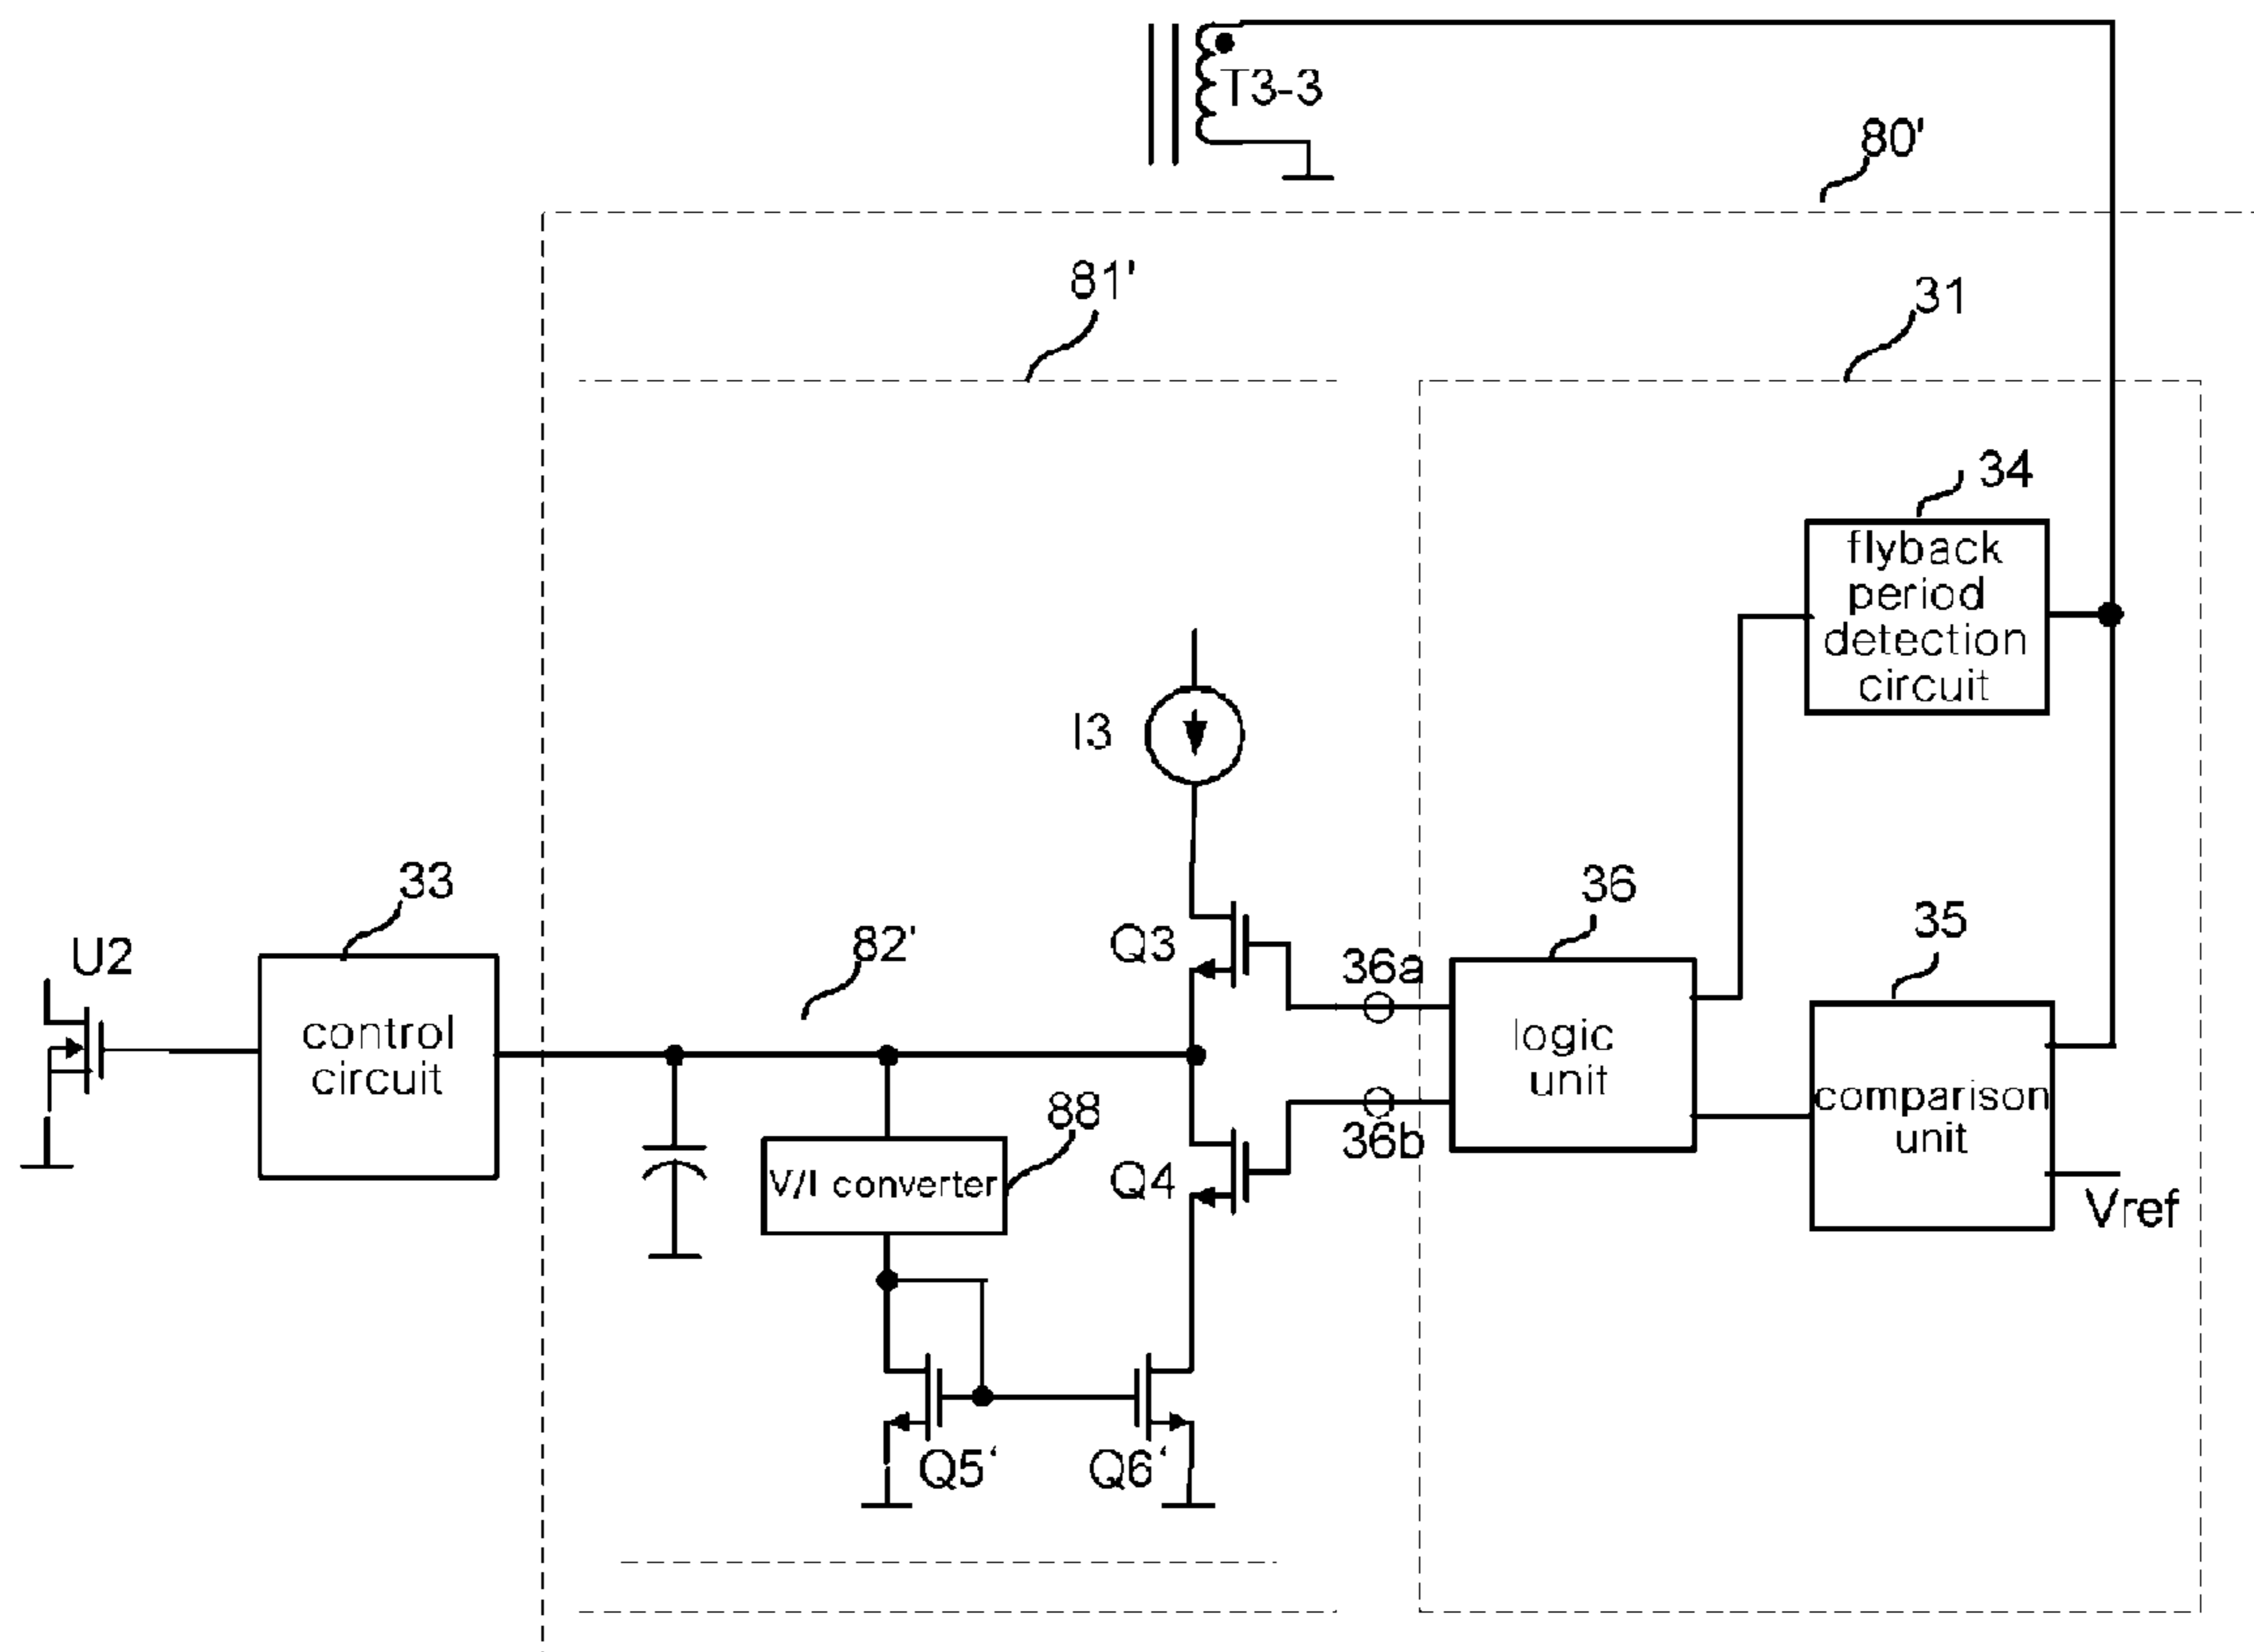 T3-3
80'
81'
31
34
flyback
period
detection
circuit
I3
33
36
35
U2
82'
Q3
36a
control
circuit
logic
unit
88
36b
comparison
unit
V/I converter
Q4
Vref
Q5‘
Q6‘